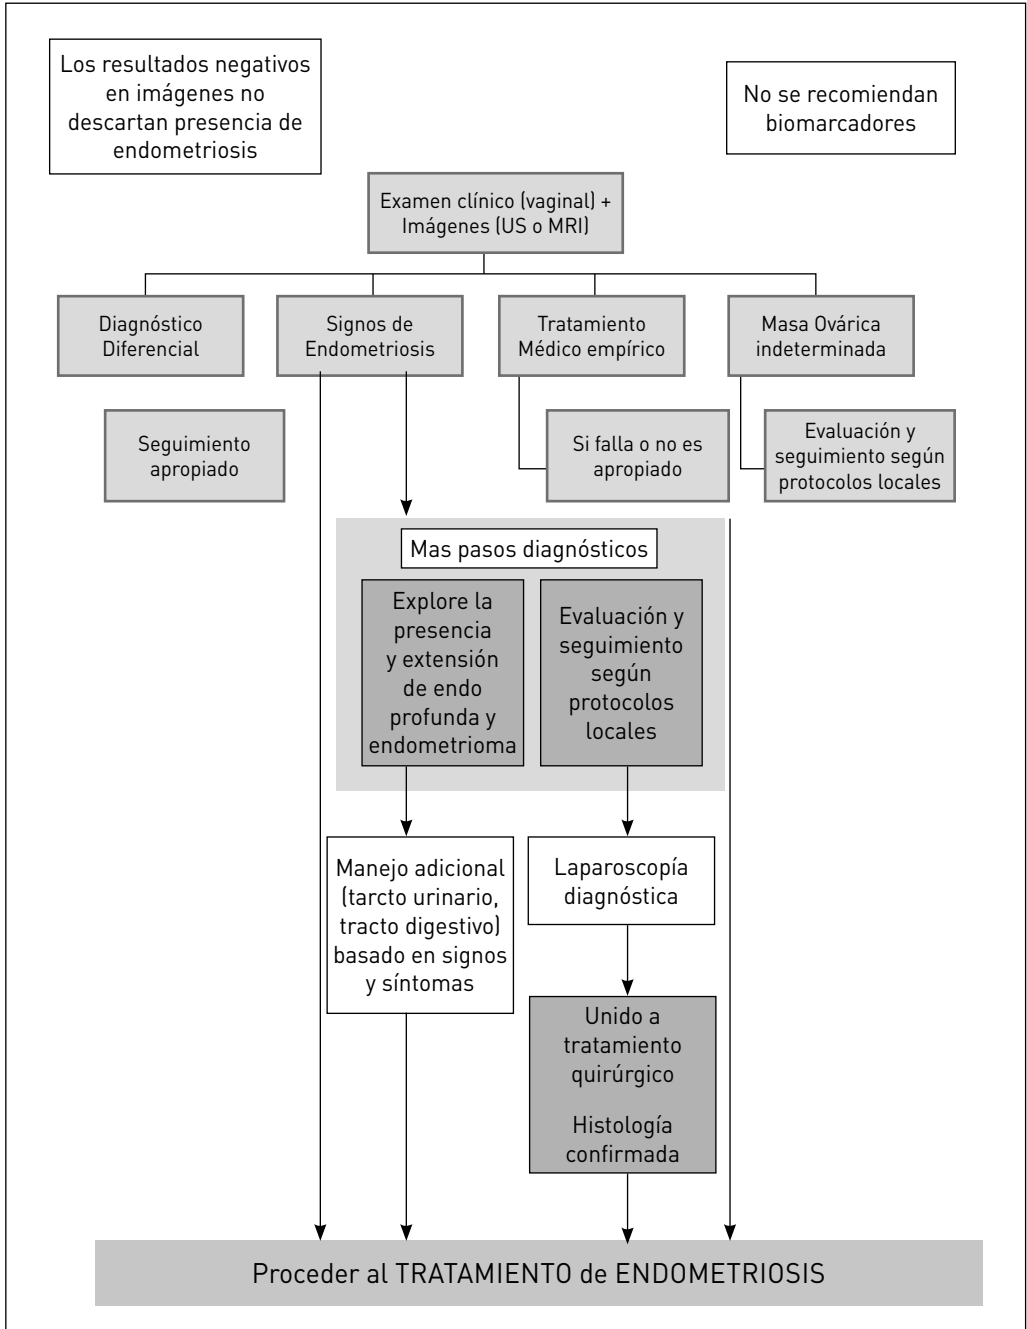 Los resultados negativos
en imágenes no
descartan presencia de
endometriosis
No se recomiendan
biomarcadores
Examen clínico (vaginal) +
Imágenes (US o MRI)
Diagnóstico
Diferencial
Signos de
Endometriosis
Tratamiento
Médico empírico
Masa Ovárica
indeterminada
Seguimiento
apropiado
Si falla o no es
apropiado
Evaluación y
seguimiento según
protocolos locales
Mas pasos diagnósticos
Explore la
presencia
y extensión
de endo
profunda y
endometrioma
Evaluación y
seguimiento
según
protocolos
locales
Manejo adicional
(tarcto urinario,
tracto digestivo)
basado en signos
y síntomas
Laparoscopía
diagnóstica
Unido a
tratamiento
quirúrgico
Histología
confirmada
Proceder al TRATAMIENTO de ENDOMETRIOSIS